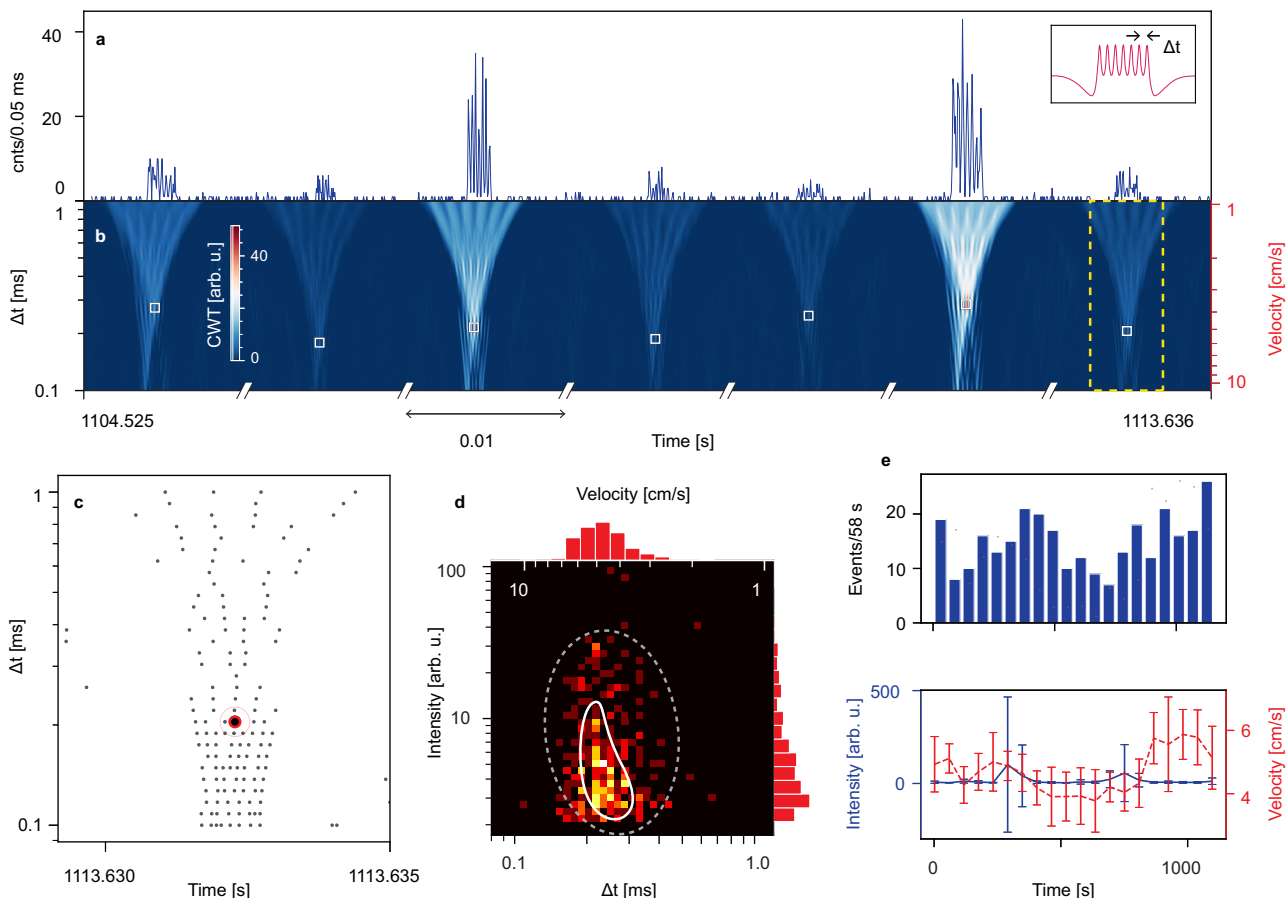 a
40
20
0
cnts/0.05 ms
Δt
b
1
0.1
Δt [ms]
CWT [arb. u.]
40
0
1
10
Velocity [cm/s]
1104.525
0.01
Time [s]
1113.636
c
1
0.1
Δt [ms]
1113.630
1113.635
Time [s]
d
Velocity [cm/s]
10
1
100
10
Intensity [arb. u.]
0.1
1.0
Δt [ms]
e
20
10
0
Events/58 s
500
0
Intensity [arb. u.]
6
4
Velocity [cm/s]
0
1000
Time [s]